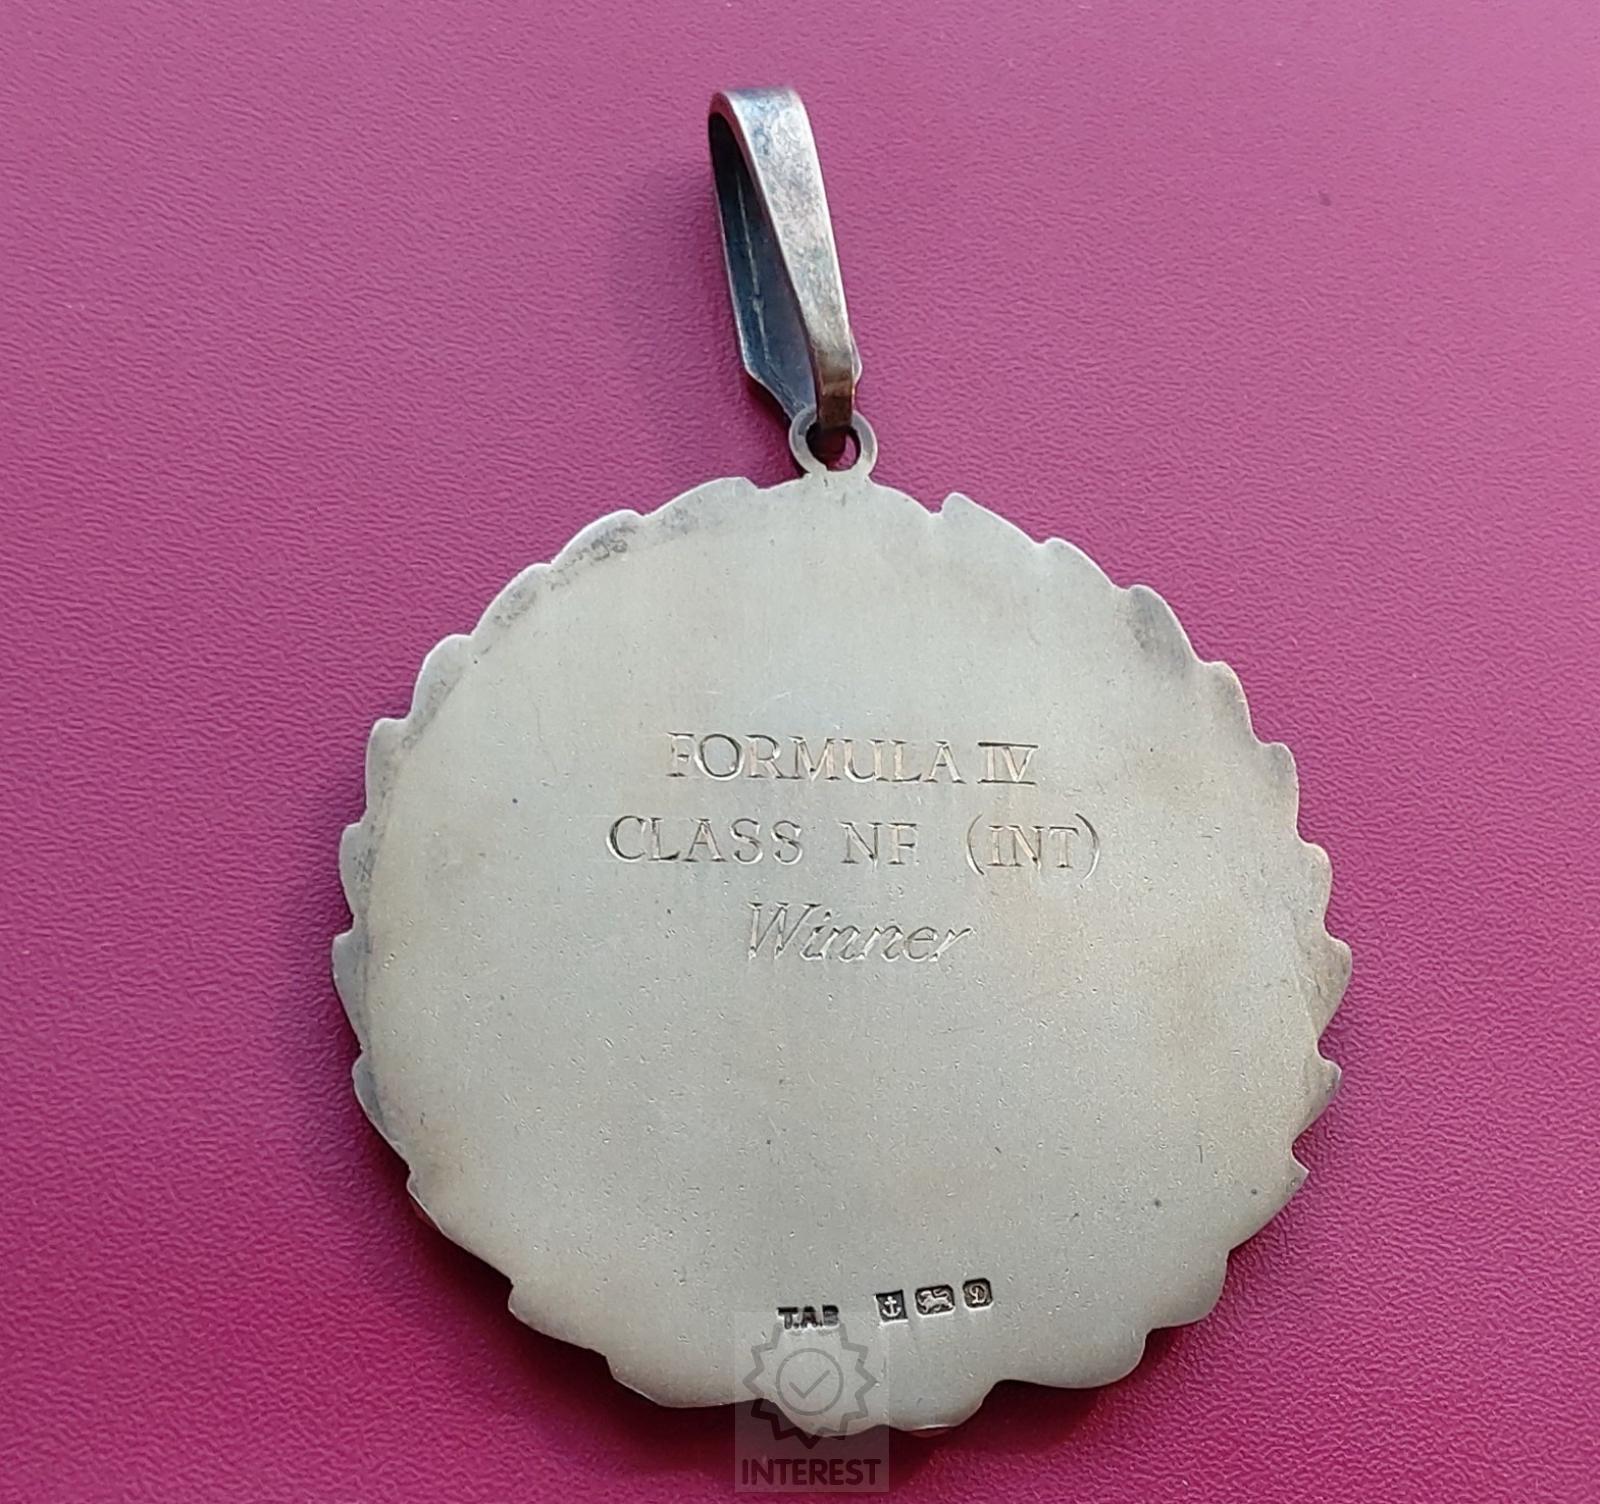 FORMULA IV
CLASS NF (INT)
Winner
T.A.B D
INTEREST